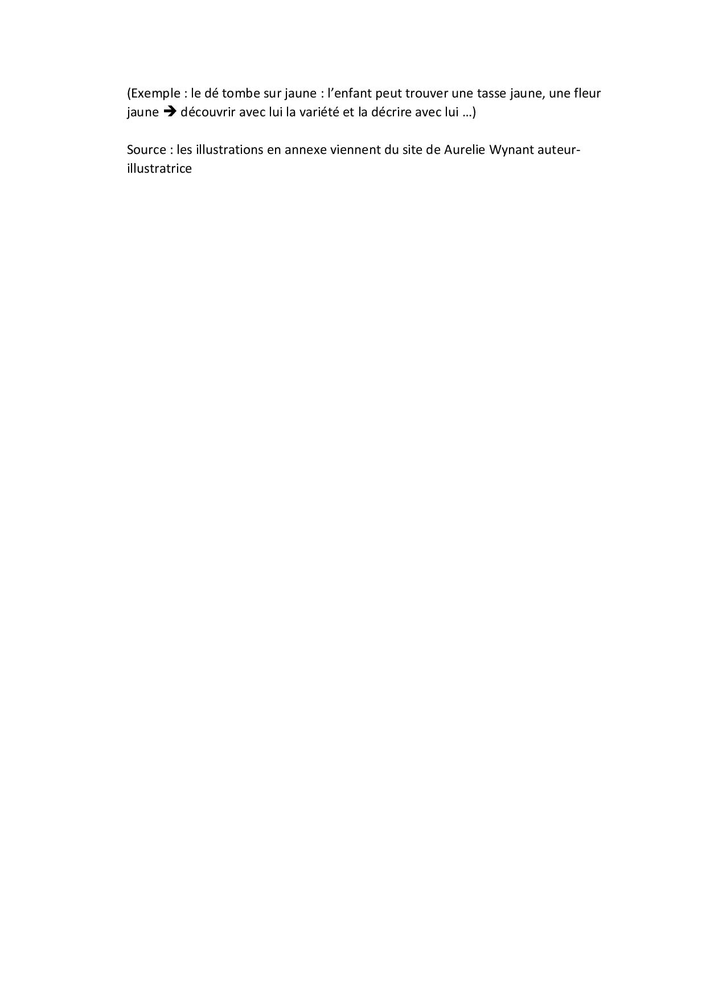 (Exemple : le dé tombe sur jaune : l’enfant peut trouver une tasse jaune, une fleur
jaune 🡺 découvrir avec lui la variété et la décrire avec lui …)
Source : les illustrations en annexe viennent du site de Aurelie Wynant auteur-
illustratrice